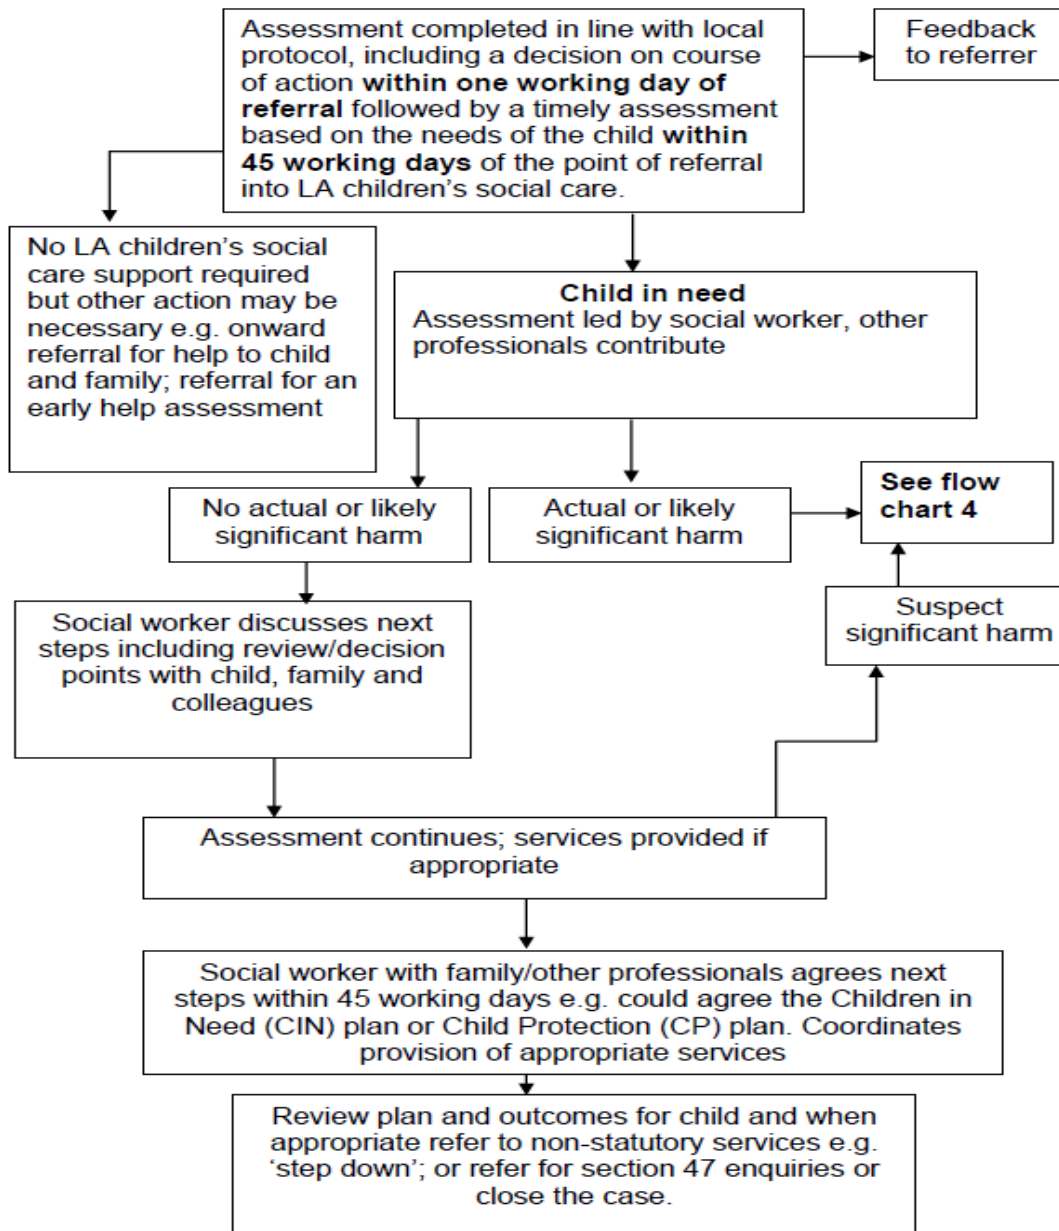 Assessment completed in line with local
protocol, including a decision on course
of action within one working day of
referral followed by a timely assessment
based on the needs of the child within
45 working days of the point of referral
into LA children’s social care.
Feedback
to referrer
No LA children’s social
care support required
but other action may be
necessary e.g. onward
referral for help to child
and family; referral for an
early help assessment
Child in need
Assessment led by social worker, other
professionals contribute
No actual or likely
significant harm
Actual or likely
significant harm
See flow
chart 4
Social worker discusses next
steps including review/decision
points with child, family and
colleagues
Suspect
significant harm
Assessment continues; services provided if
appropriate
Social worker with family/other professionals agrees next
steps within 45 working days e.g. could agree the Children in
Need (CIN) plan or Child Protection (CP) plan. Coordinates
provision of appropriate services
Review plan and outcomes for child and when
appropriate refer to non-statutory services e.g.
‘step down’; or refer for section 47 enquiries or
close the case.